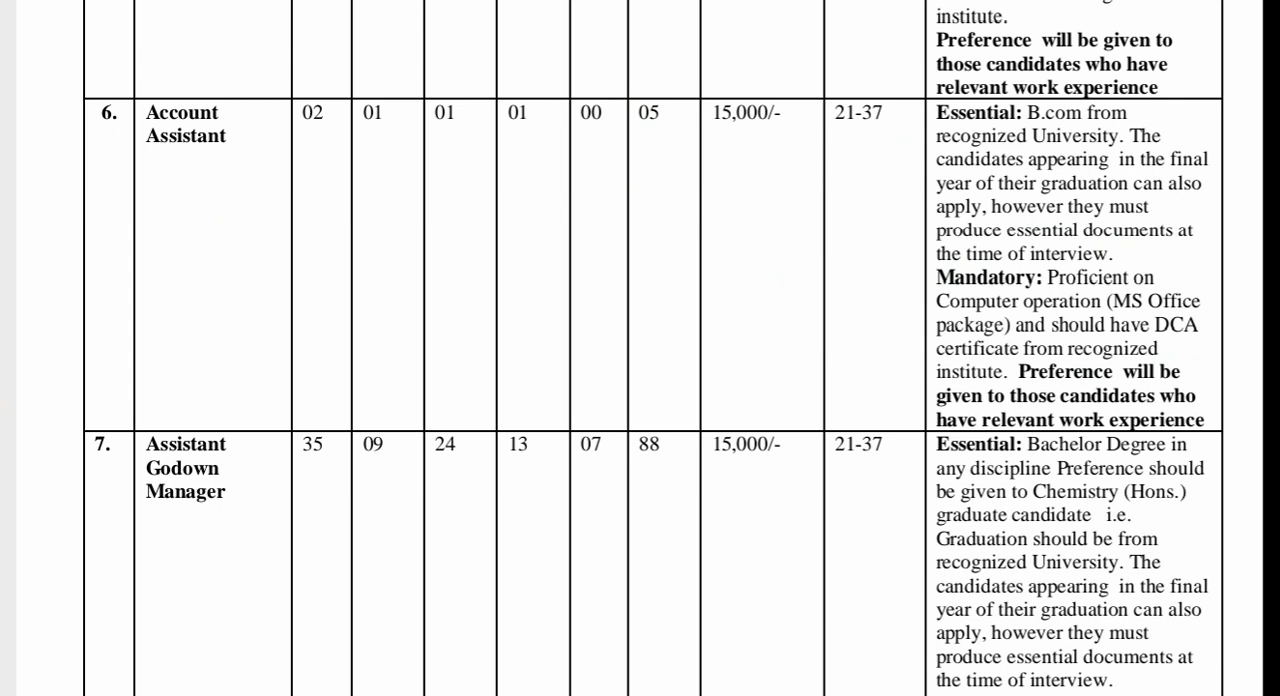 institute.
Preference will be given to
those candidates who have
relevant work experience
6. Account 02 01 01 01 00 05 15,000/- 21-37 Essential: B.com from
Assistant recognized University. The
candidates appearing in the final
year of their graduation can also
apply, however they must
produce essential documents at
the time of interview.
Mandatory: Proficient on
Computer operation (MS Office
package) and should have DCA
certificate from recognized
institute. Preference will be
given to those candidates who
have relevant work experience
7. Assistant 35 09 24 13 07 88 15,000/- 21-37 Essential: Bachelor Degree in
Godown any discipline Preference should
Manager be given to Chemistry (Hons.)
graduate candidate i.e.
Graduation should be from
recognized University. The
candidates appearing in the final
year of their graduation can also
apply, however they must
produce essential documents at
the time of interview.